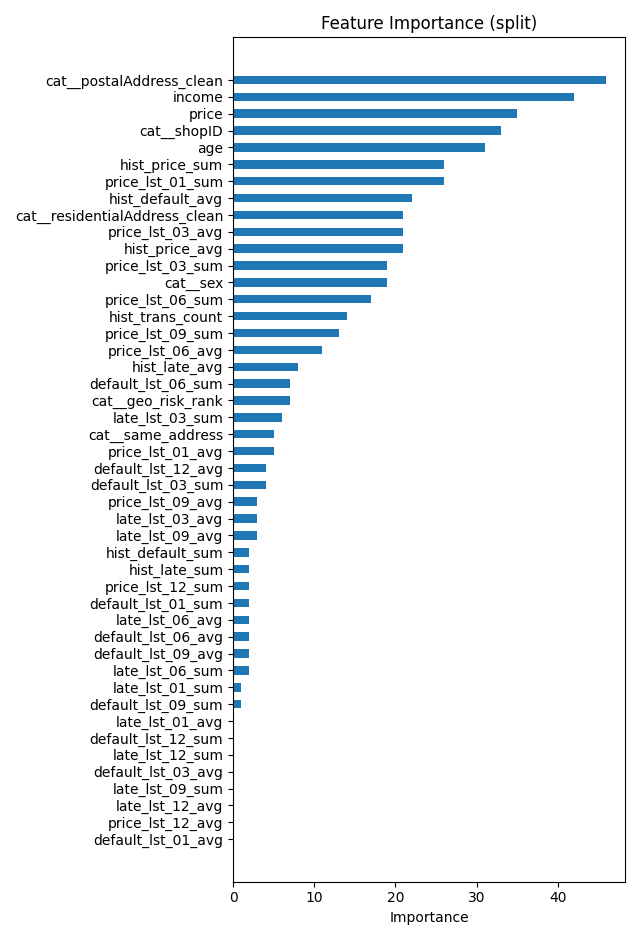 Feature Importance (split)
cat__postalAddress_clean
income
price
cat__shopID
age
hist_price_sum
price_lst_01_sum
hist_default_avg
cat__residentialAddress_clean
price_lst_03_avg
hist_price_avg
price_lst_03_sum
cat__sex
price_lst_06_sum
hist_trans_count
price_lst_09_sum
price_lst_06_avg
hist_late_avg
default_lst_06_sum
cat__geo_risk_rank
late_lst_03_sum
cat__same_address
price_lst_01_avg
default_lst_12_avg
default_lst_03_sum
price_lst_09_avg
late_lst_03_avg
late_lst_09_avg
hist_default_sum
hist_late_sum
price_lst_12_sum
default_lst_01_sum
late_lst_06_avg
default_lst_06_avg
default_lst_09_avg
late_lst_06_sum
late_lst_01_sum
default_lst_09_sum
late_lst_01_avg
default_lst_12_sum
late_lst_12_sum
default_lst_03_avg
late_lst_09_sum
late_lst_12_avg
price_lst_12_avg
default_lst_01_avg
0 10 20 30 40
Importance